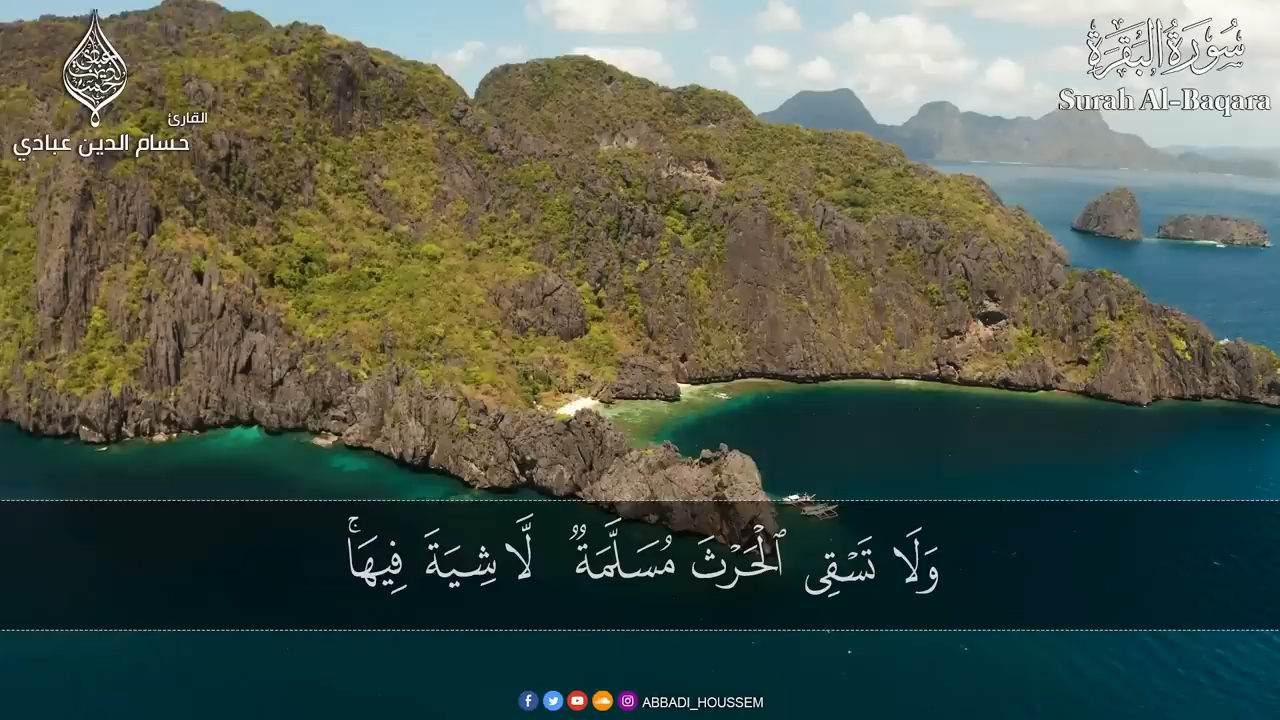 سُورَةُ البَقَرَةِ
Surah Al-Baqara
القارئ
حسام الدين عبادي
وَلَا تَسْقِى ٱلْحَرْثَ مُسَلَّمَةٌۭ لَّا شِيَةَ فِيهَا ۚ
ABBADI_HOUSSEM